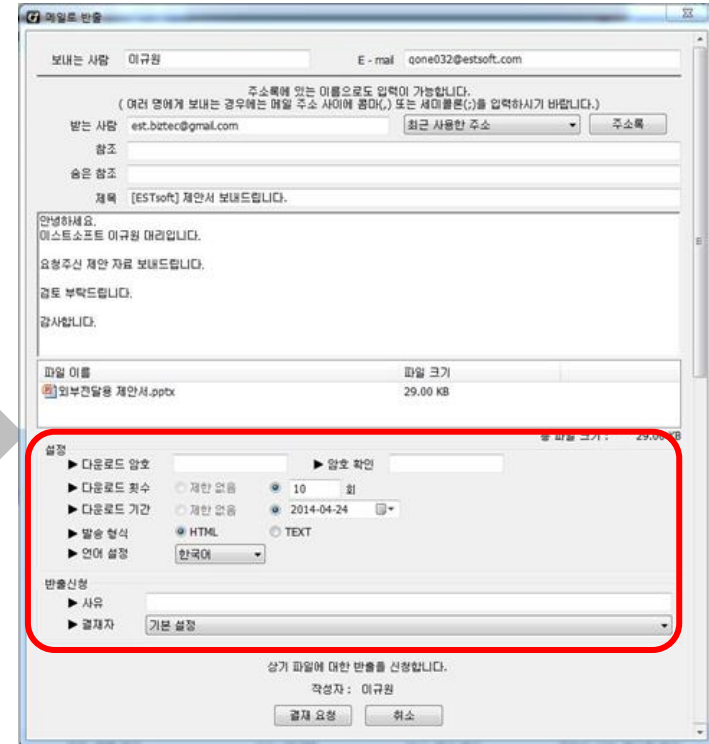 메일로 반출
보내는 사람 이규원 E - mail qone032@estsoft.com
주소록에 있는 이름으로도 입력이 가능합니다.
( 여러 명에게 보내는 경우에는 메일 주소 사이에 콤마(,) 또는 세미콜론(;)을 입력하시기 바랍니다.)
받는 사람 est.biztec@gmail.com 최근 사용한 주소 주소록
참조
숨은 참조
제목 [ESTsoft] 제안서 보내드립니다.
안녕하세요.
이스트소프트 이규원 대리입니다.
요청주신 제안 자료 보내드립니다.
검토 부탁드립니다.
감사합니다.
파일 이름 파일 크기
외부전달용 제안서.pptx 29.00 KB
총 파일 크기 : 29.00 KB
설정
▶ 다운로드 암호 ▶ 암호 확인
▶ 다운로드 횟수 제한 없음 10 회
▶ 다운로드 기간 제한 없음 2014-04-24
▶ 발송 형식 HTML TEXT
▶ 언어 설정 한국어
반출신청
▶ 사유
▶ 결재자 기본 설정
상기 파일에 대한 반출을 신청합니다.
작성자 : 이규원
결재 요청 취소